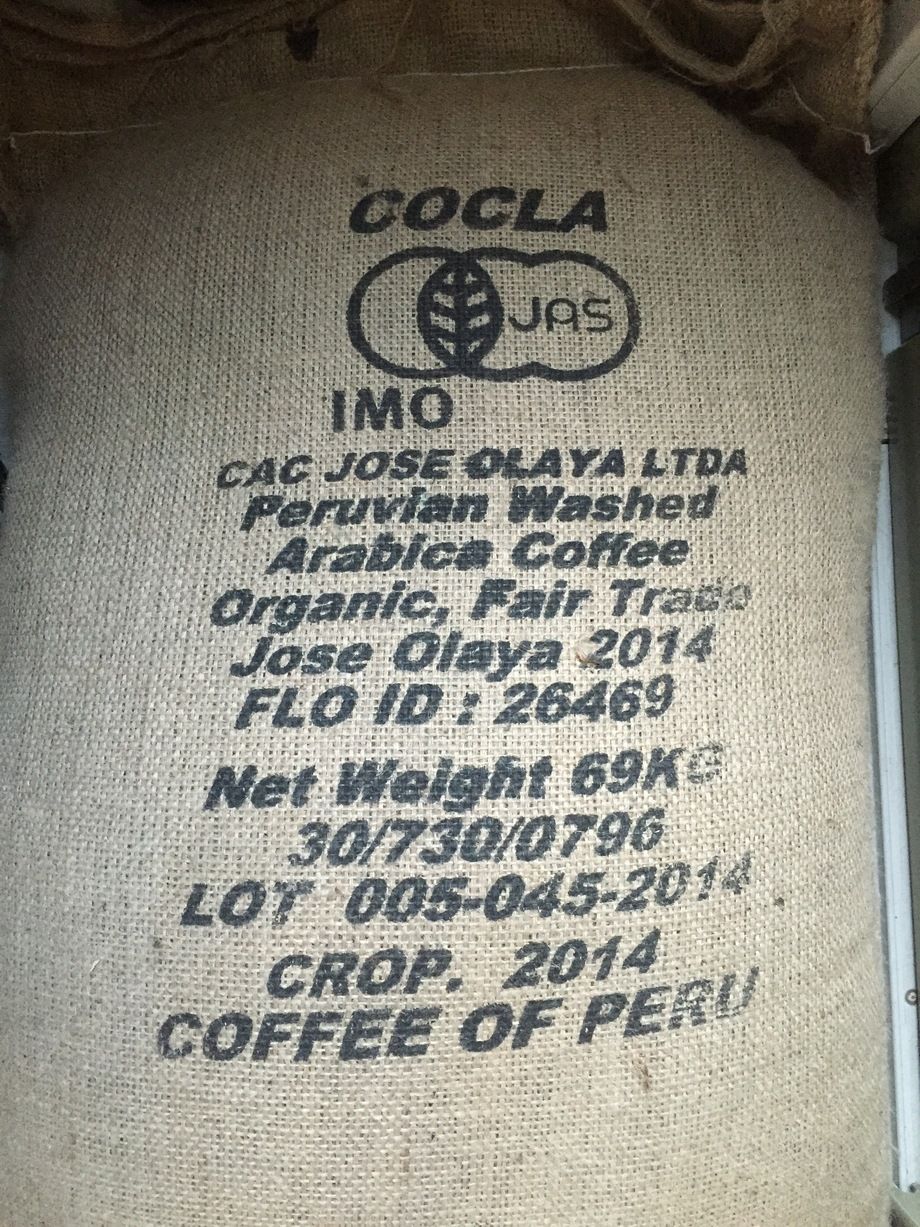 COCLA
JAS
IMO
CAC JOSE OLAYA LTDA
Peruvian Washed
Arabica Coffee
Organic, Fair Trade
Jose Olaya 2014
FLO ID : 26469
Net Weight 69KG
30/730/0796
LOT 005-045-2014
CROP. 2014
COFFEE OF PERU